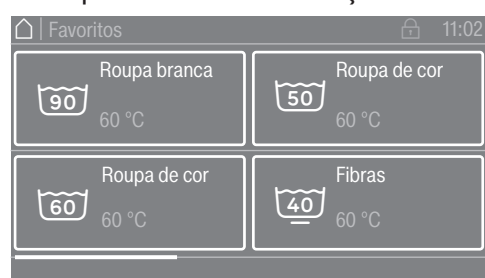 Favoritos 11:02
Roupa branca
90
60 °C
Roupa de cor
50
60 °C
Roupa de cor
60
60 °C
Fibras
40
60 °C